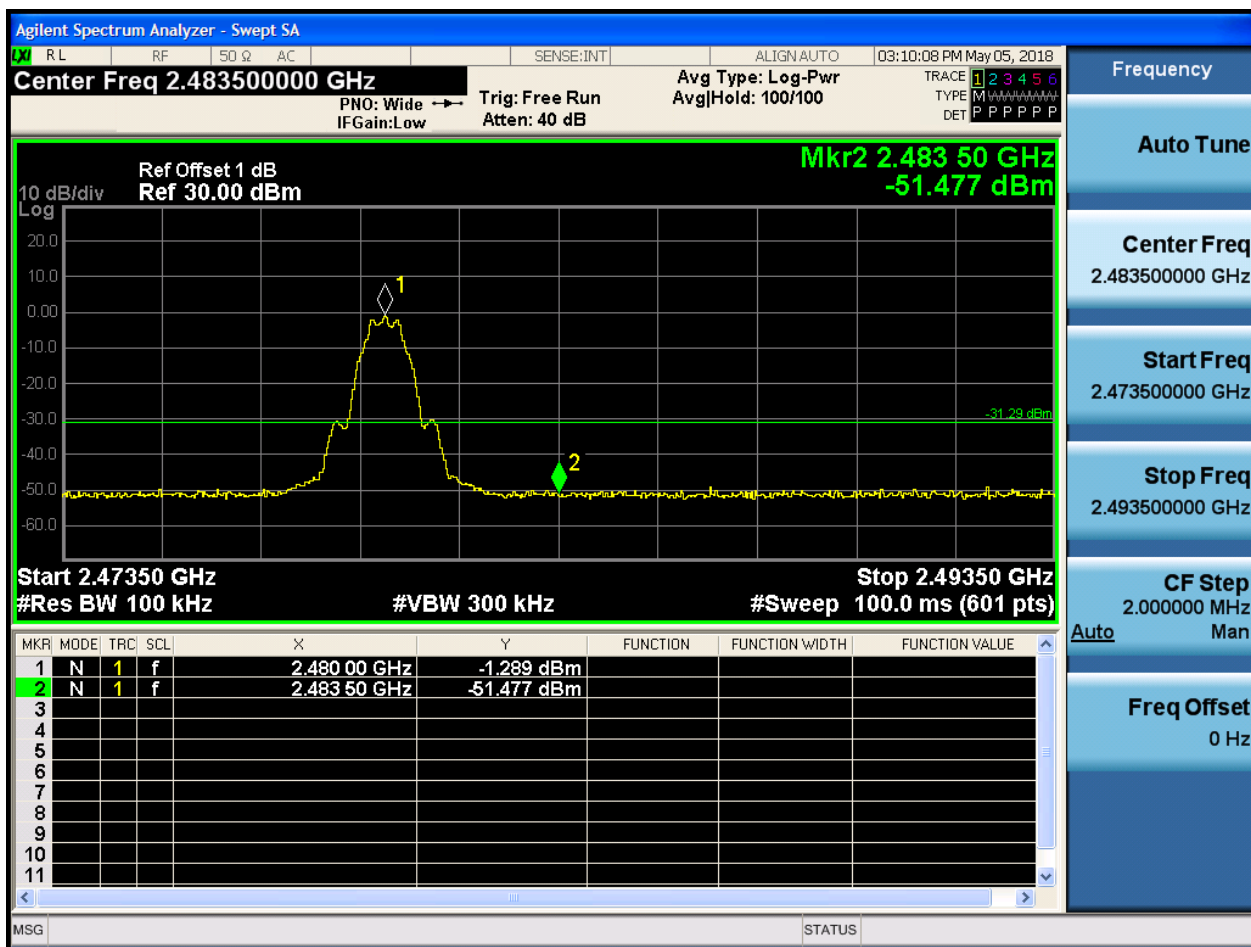 Agilent Spectrum Analyzer - Swept SA
LXI RL RF 50 Ω AC SENSE:INT ALIGN AUTO 03:10:08 PM May 05, 2018
Center Freq 2.483500000 GHz
PNO: Wide
IFGain:Low
Trig: Free Run
Atten: 40 dB
Avg Type: Log-Pwr
Avg|Hold: 100/100
TRACE 1 2 3 4 5 6
TYPE M WWWWW
DET P P P P P P
Ref Offset 1 dB
10 dB/div Ref 30.00 dBm
Log
Mkr2 2.483 50 GHz
-51.477 dBm
20.0
10.0
0.00
-10.0
-20.0
-30.0
-40.0
-50.0
-60.0
1
2
-31.29 dBm
Start 2.47350 GHz Stop 2.49350 GHz
#Res BW 100 kHz #VBW 300 kHz #Sweep 100.0 ms (601 pts)
MKR MODE TRC SCL X Y FUNCTION FUNCTION WIDTH FUNCTION VALUE
1 N 1 f 2.480 00 GHz -1.289 dBm
2 N 1 f 2.483 50 GHz -51.477 dBm
3
4
5
6
7
8
9
10
11
MSG STATUS
Frequency
Auto Tune
Center Freq
2.483500000 GHz
Start Freq
2.473500000 GHz
Stop Freq
2.493500000 GHz
CF Step
2.000000 MHz
Auto Man
Freq Offset
0 Hz